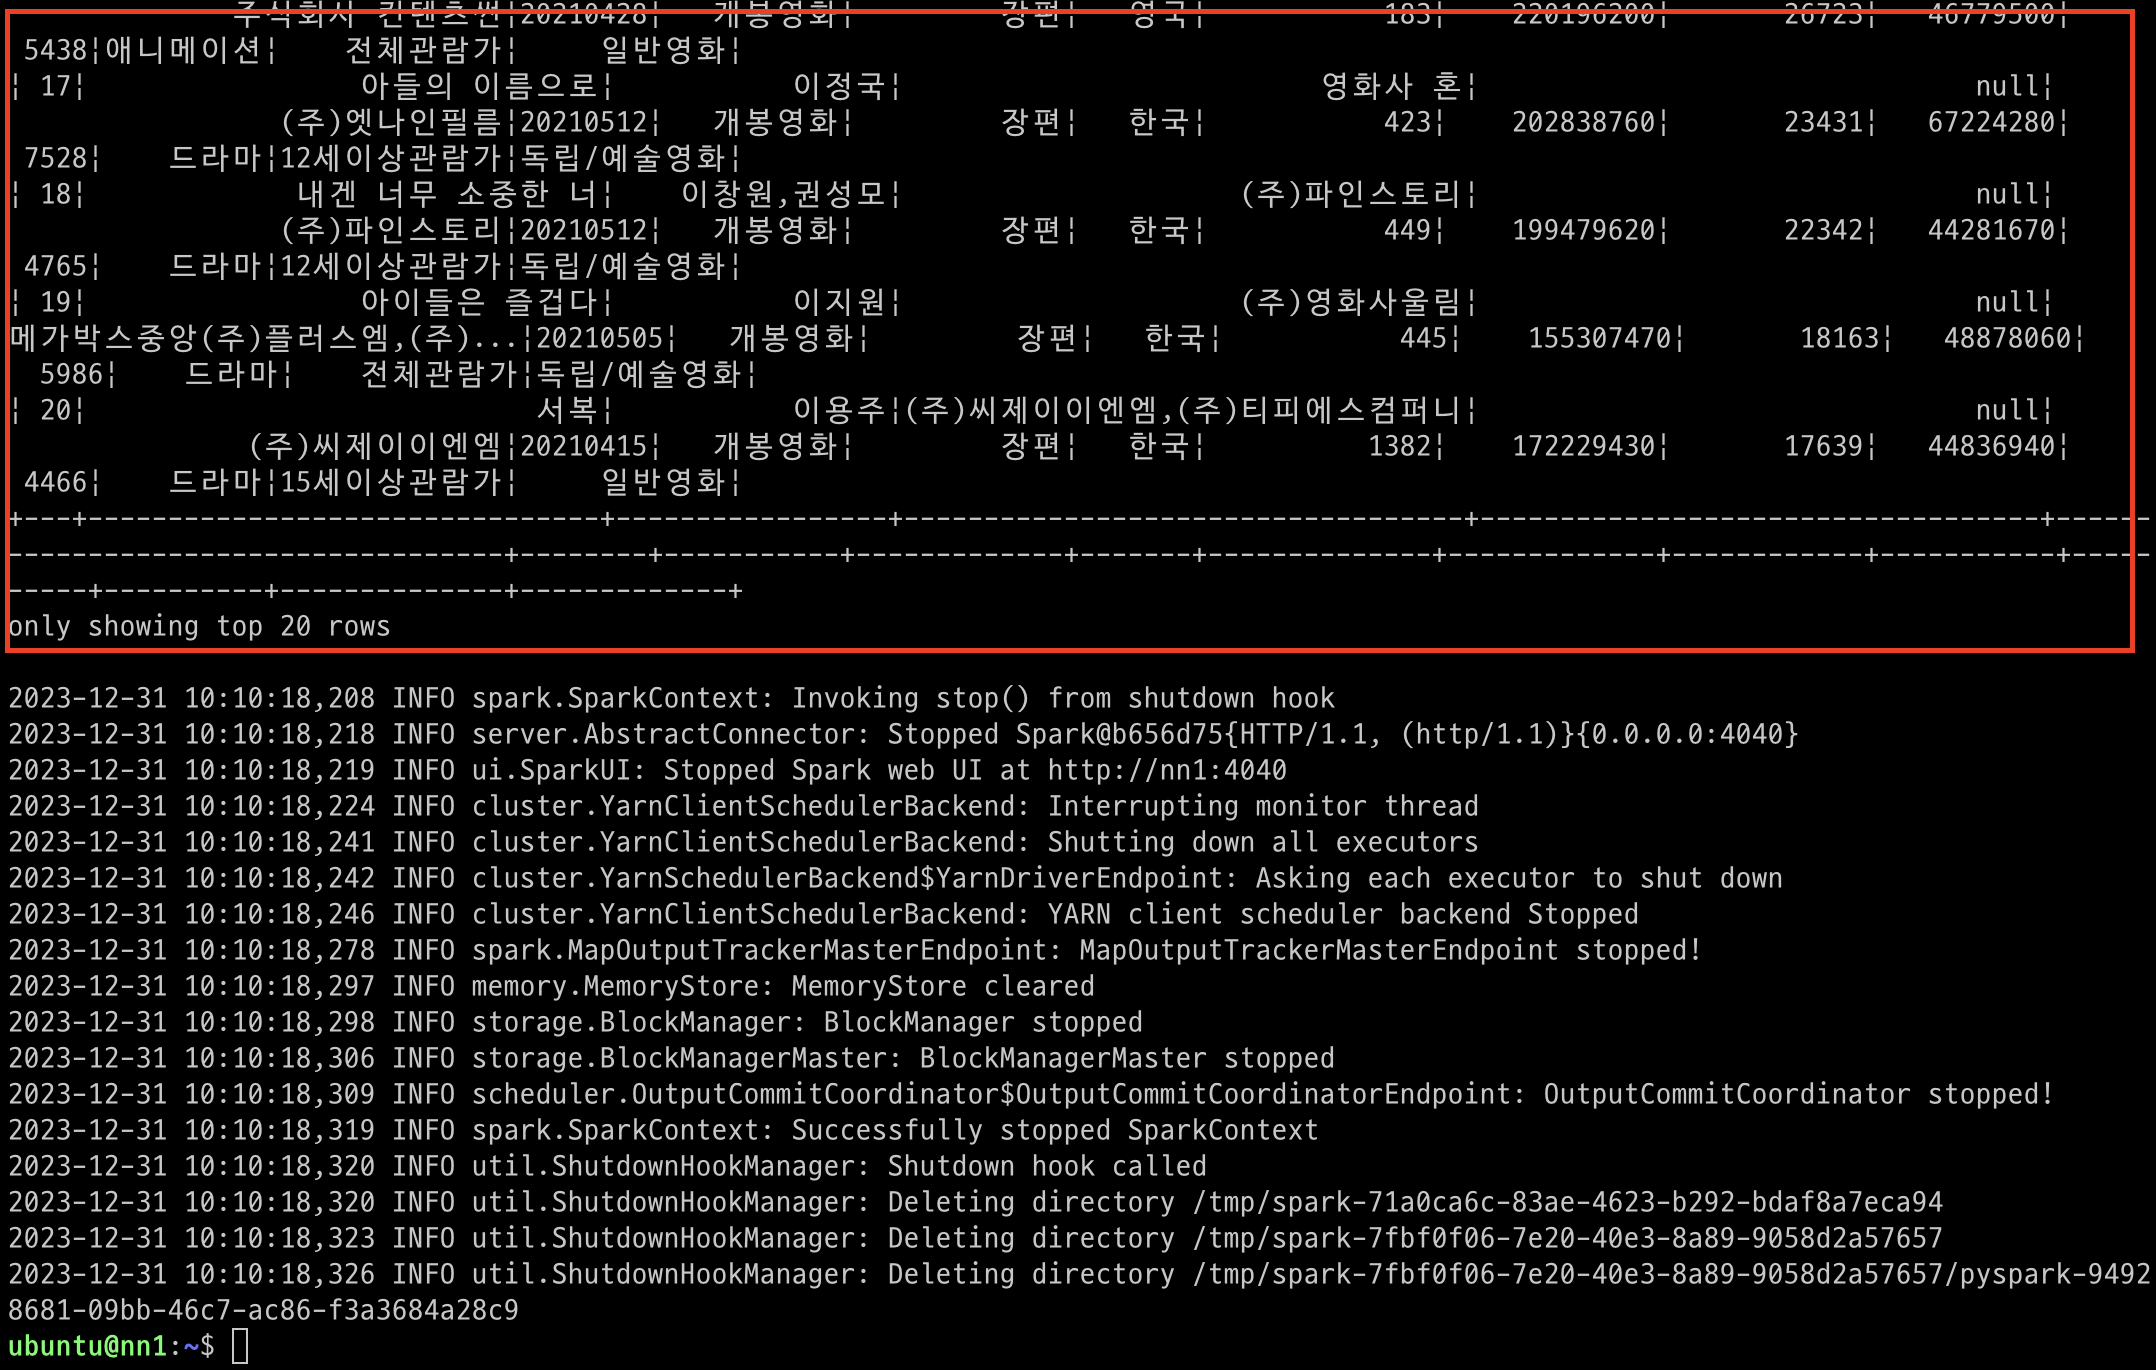 주식회사 컨텐츠썬¦20210428¦ 개봉영화¦ 장편¦ 영국¦ 183¦ 220196200¦ 26723¦ 46779500¦
5438¦애니메이션¦ 전체관람가¦ 일반영화¦
¦ 17¦ 아들의 이름으로¦ 이정국¦ 영화사 혼¦ null¦
(주)엣나인필름¦20210512¦ 개봉영화¦ 장편¦ 한국¦ 423¦ 202838760¦ 23431¦ 67224280¦
7528¦ 드라마¦12세이상관람가¦독립/예술영화¦
¦ 18¦ 내겐 너무 소중한 너¦ 이창원,권성모¦ (주)파인스토리¦ null¦
(주)파인스토리¦20210512¦ 개봉영화¦ 장편¦ 한국¦ 449¦ 199479620¦ 22342¦ 44281670¦
4765¦ 드라마¦12세이상관람가¦독립/예술영화¦
¦ 19¦ 아이들은 즐겁다¦ 이지원¦ (주)영화사울림¦ null¦
메가박스중앙(주)플러스엠,(주)...¦20210505¦ 개봉영화¦ 장편¦ 한국¦ 445¦ 155307470¦ 18163¦ 48878060¦
5986¦ 드라마¦ 전체관람가¦독립/예술영화¦
¦ 20¦ 서복¦ 이용주¦(주)씨제이이엔엠,(주)티피에스컴퍼니¦ null¦
(주)씨제이이엔엠¦20210415¦ 개봉영화¦ 장편¦ 한국¦ 1382¦ 172229430¦ 17639¦ 44836940¦
4466¦ 드라마¦15세이상관람가¦ 일반영화¦
+---+--------------------------------+-----------------+-----------------------------------+-----------------------------------+------
-------------------------------+--------+-----------+-------------+-------+--------------+-------------+------------+-----------+-----
-----+----------+--------------+-------------+
only showing top 20 rows
2023-12-31 10:10:18,208 INFO spark.SparkContext: Invoking stop() from shutdown hook
2023-12-31 10:10:18,218 INFO server.AbstractConnector: Stopped Spark@b656d75{HTTP/1.1, (http/1.1)}{0.0.0.0:4040}
2023-12-31 10:10:18,219 INFO ui.SparkUI: Stopped Spark web UI at http://nn1:4040
2023-12-31 10:10:18,224 INFO cluster.YarnClientSchedulerBackend: Interrupting monitor thread
2023-12-31 10:10:18,241 INFO cluster.YarnClientSchedulerBackend: Shutting down all executors
2023-12-31 10:10:18,242 INFO cluster.YarnSchedulerBackend$YarnDriverEndpoint: Asking each executor to shut down
2023-12-31 10:10:18,246 INFO cluster.YarnClientSchedulerBackend: YARN client scheduler backend Stopped
2023-12-31 10:10:18,278 INFO spark.MapOutputTrackerMasterEndpoint: MapOutputTrackerMasterEndpoint stopped!
2023-12-31 10:10:18,297 INFO memory.MemoryStore: MemoryStore cleared
2023-12-31 10:10:18,298 INFO storage.BlockManager: BlockManager stopped
2023-12-31 10:10:18,306 INFO storage.BlockManagerMaster: BlockManagerMaster stopped
2023-12-31 10:10:18,309 INFO scheduler.OutputCommitCoordinator$OutputCommitCoordinatorEndpoint: OutputCommitCoordinator stopped!
2023-12-31 10:10:18,319 INFO spark.SparkContext: Successfully stopped SparkContext
2023-12-31 10:10:18,320 INFO util.ShutdownHookManager: Shutdown hook called
2023-12-31 10:10:18,320 INFO util.ShutdownHookManager: Deleting directory /tmp/spark-71a0ca6c-83ae-4623-b292-bdaf8a7eca94
2023-12-31 10:10:18,323 INFO util.ShutdownHookManager: Deleting directory /tmp/spark-7fbf0f06-7e20-40e3-8a89-9058d2a57657
2023-12-31 10:10:18,326 INFO util.ShutdownHookManager: Deleting directory /tmp/spark-7fbf0f06-7e20-40e3-8a89-9058d2a57657/pyspark-9492
8681-09bb-46c7-ac86-f3a3684a28c9
ubuntu@nn1:~$